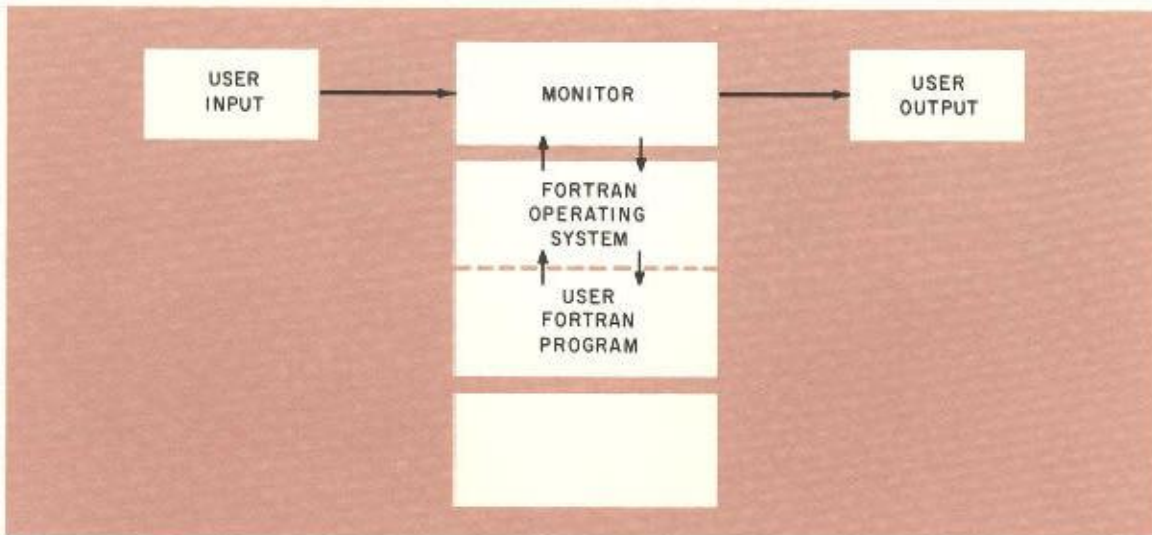 USER
INPUT
MONITOR
USER
OUTPUT
FORTRAN
OPERATING
SYSTEM
USER
FORTRAN
PROGRAM